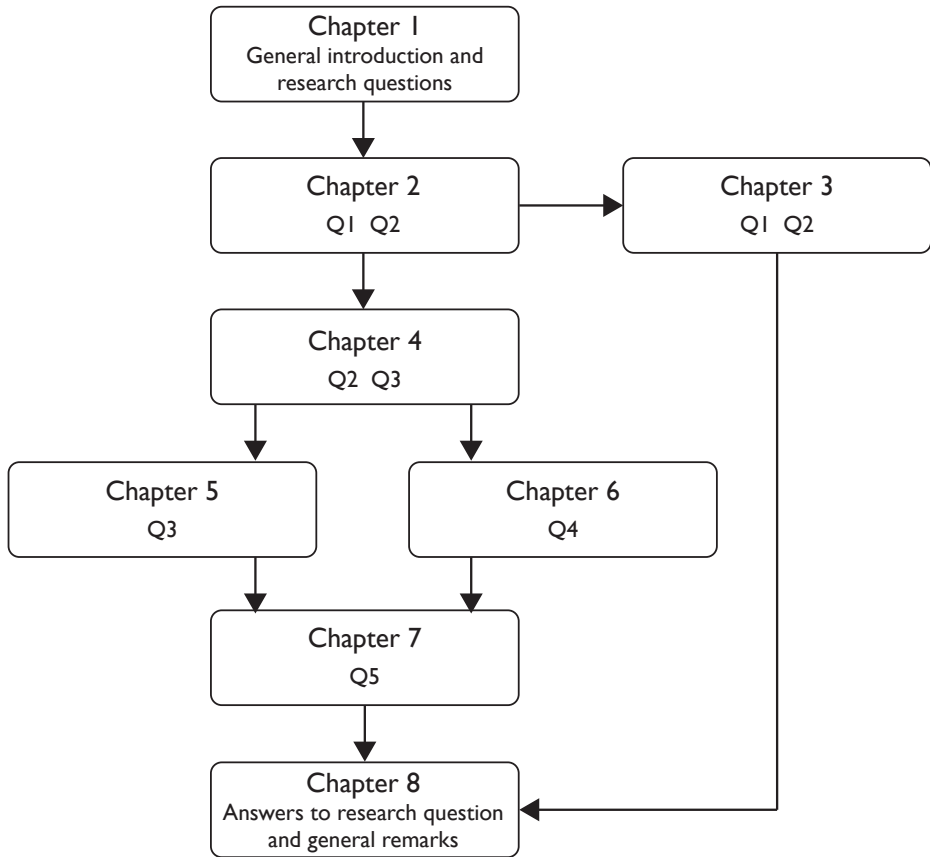 Chapter 1
General introduction and
research questions
Chapter 2
Q1 Q2
Chapter 3
Q1 Q2
Chapter 4
Q2 Q3
Chapter 5
Q3
Chapter 6
Q4
Chapter 7
Q5
Chapter 8
Answers to research question
and general remarks